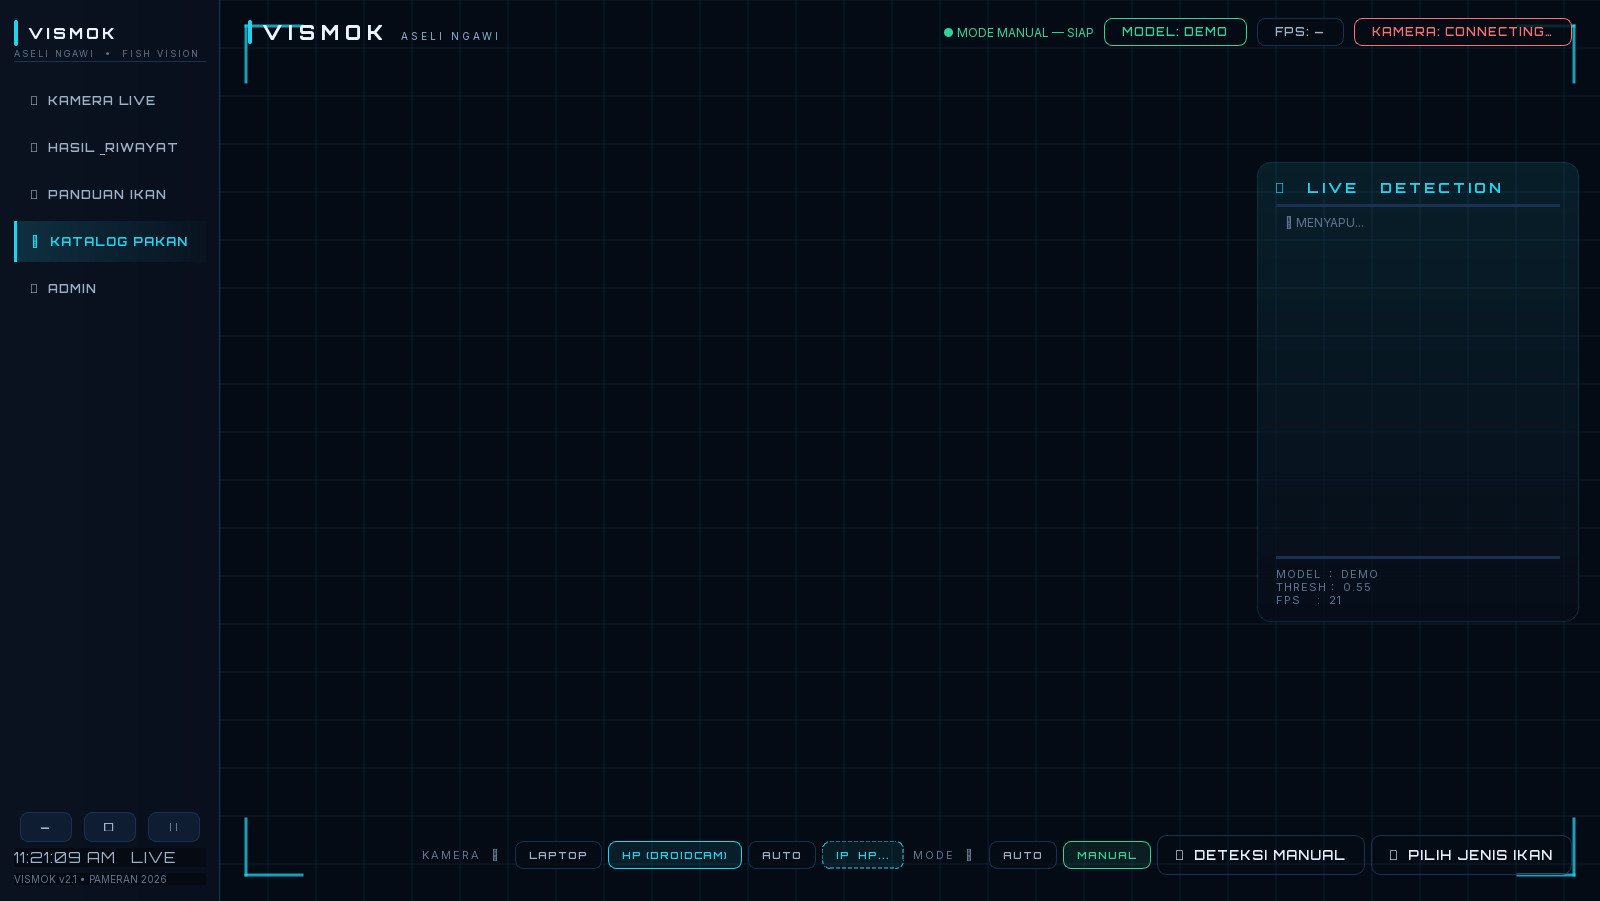 VISMOK
ASELI NGAWI • FISH VISION
KAMERA LIVE
HASIL _RIWAYAT
PANDUAN IKAN
KATALOG PAKAN
ADMIN
11:21:09 AM LIVE
VISMOK v2.1 • PAMERAN 2026
VISMOK ASELI NGAWI
● MODE MANUAL — SIAP
MODEL: DEMO
FPS: —
KAMERA: CONNECTING…
LIVE DETECTION
MENYAPU...
MODEL : DEMO
THRESH : 0.55
FPS : 21
KAMERA LAPTOP HP (DROIDCAM) AUTO IP HP... MODE AUTO MANUAL DETEKSI MANUAL PILIH JENIS IKAN